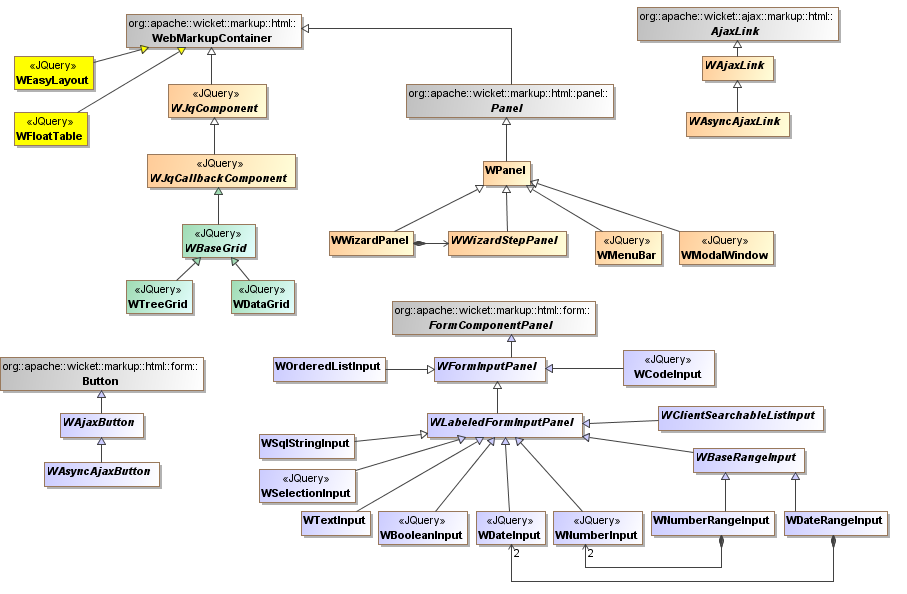 org::apache::wicket::markup::html::
WebMarkupContainer
org::apache::wicket::ajax::markup::html::
AjaxLink
«JQuery»
WEasyLayout
WAjaxLink
«JQuery»
WJqComponent
org::apache::wicket::markup::html::panel::
Panel
«JQuery»
WFloatTable
WAsyncAjaxLink
«JQuery»
WJqCallbackComponent
WPanel
«JQuery»
WBaseGrid
WWizardPanel
WWizardStepPanel
«JQuery»
WMenuBar
«JQuery»
WModalWindow
«JQuery»
WTreeGrid
«JQuery»
WDataGrid
org::apache::wicket::markup::html::form::
FormComponentPanel
org::apache::wicket::markup::html::form::
Button
WOrderedListInput
WFormInputPanel
«JQuery»
WCodeInput
WAjaxButton
WLabeledFormInputPanel
WClientSearchableListInput
WSqlStringInput
WBaseRangeInput
WAsyncAjaxButton
«JQuery»
WSelectionInput
WTextInput
«JQuery»
WBooleanInput
«JQuery»
WDateInput
«JQuery»
WNumberInput
WNumberRangeInput
WDateRangeInput
2
2